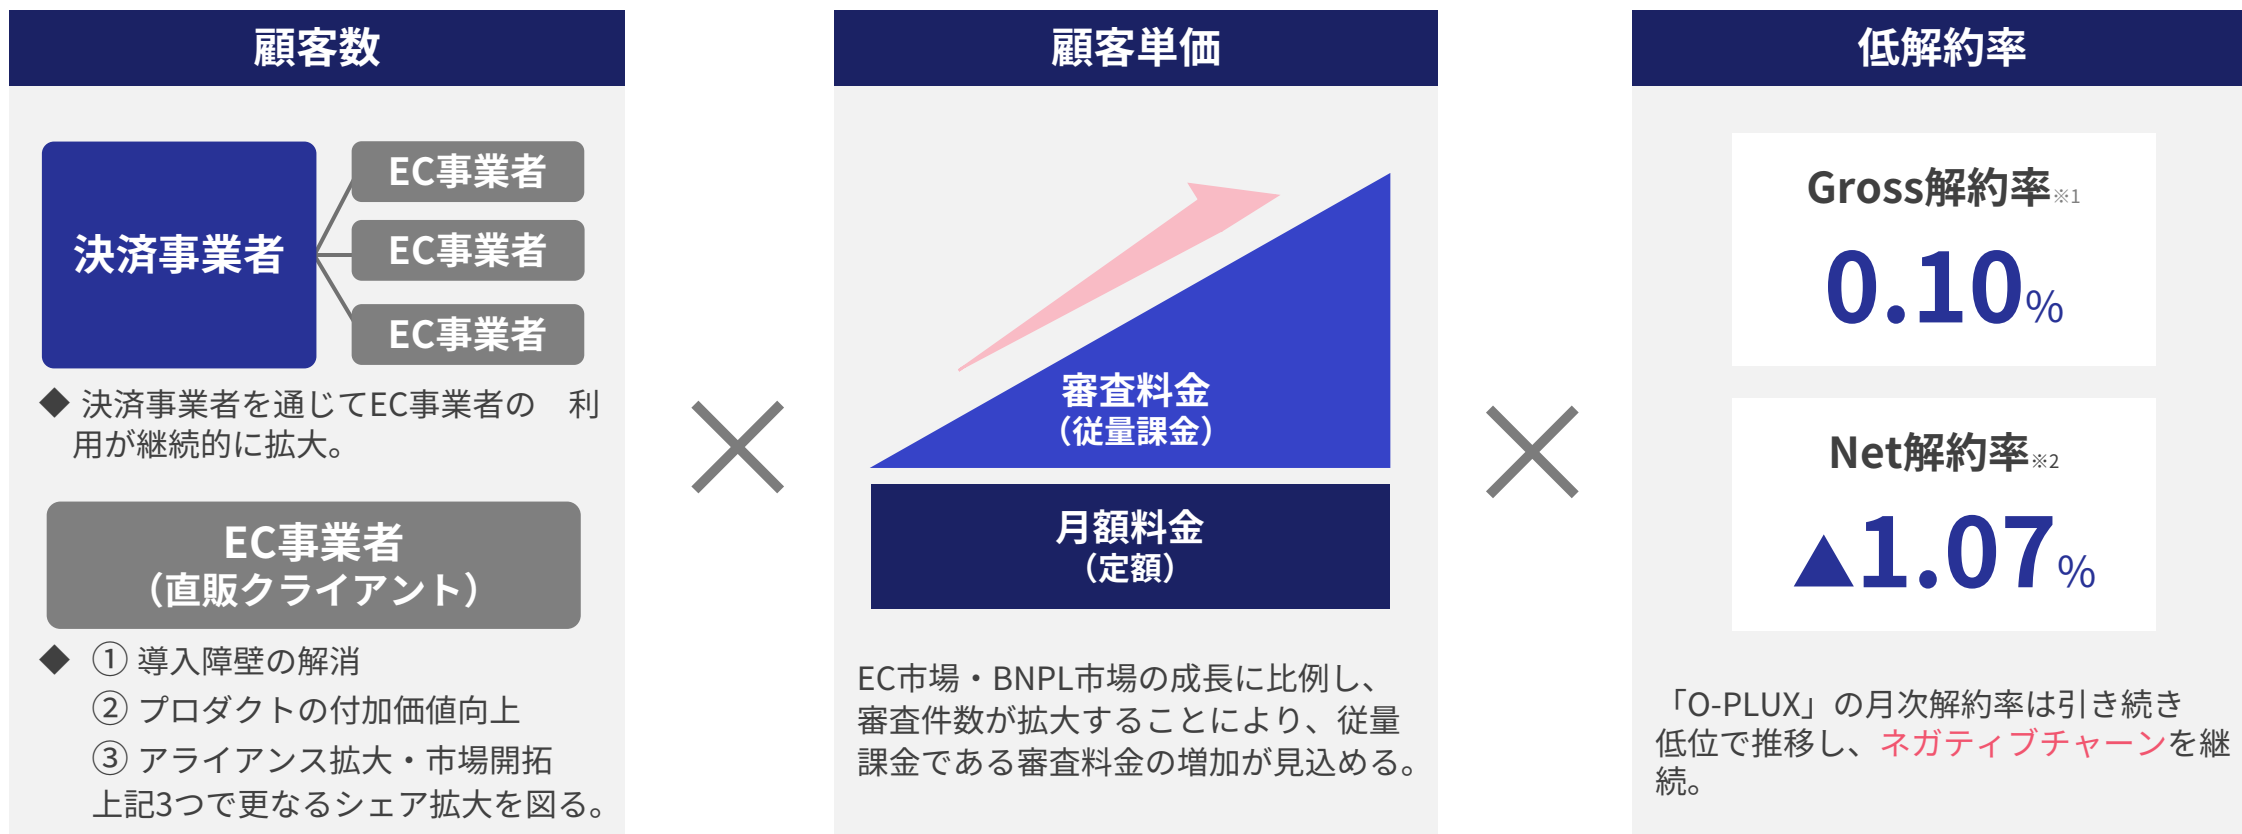 顧客数
決済事業者
EC事業者
EC事業者
EC事業者
◆ 決済事業者を通じてEC事業者の　利
用が継続的に拡大。
EC事業者
（直販クライアント）
◆ ① 導入障壁の解消
② プロダクトの付加価値向上
③ アライアンス拡大・市場開拓
上記3つで更なるシェア拡大を図る。
顧客単価
審査料金
（従量課金）
月額料金
（定額）
EC市場・BNPL市場の成長に比例し、
審査件数が拡大することにより、従量
課金である審査料金の増加が見込める。
低解約率
Gross解約率※1
0.10%
Net解約率※2
▲1.07%
「O-PLUX」の月次解約率は引き続き
低位で推移し、ネガティブチャーンを継
続。